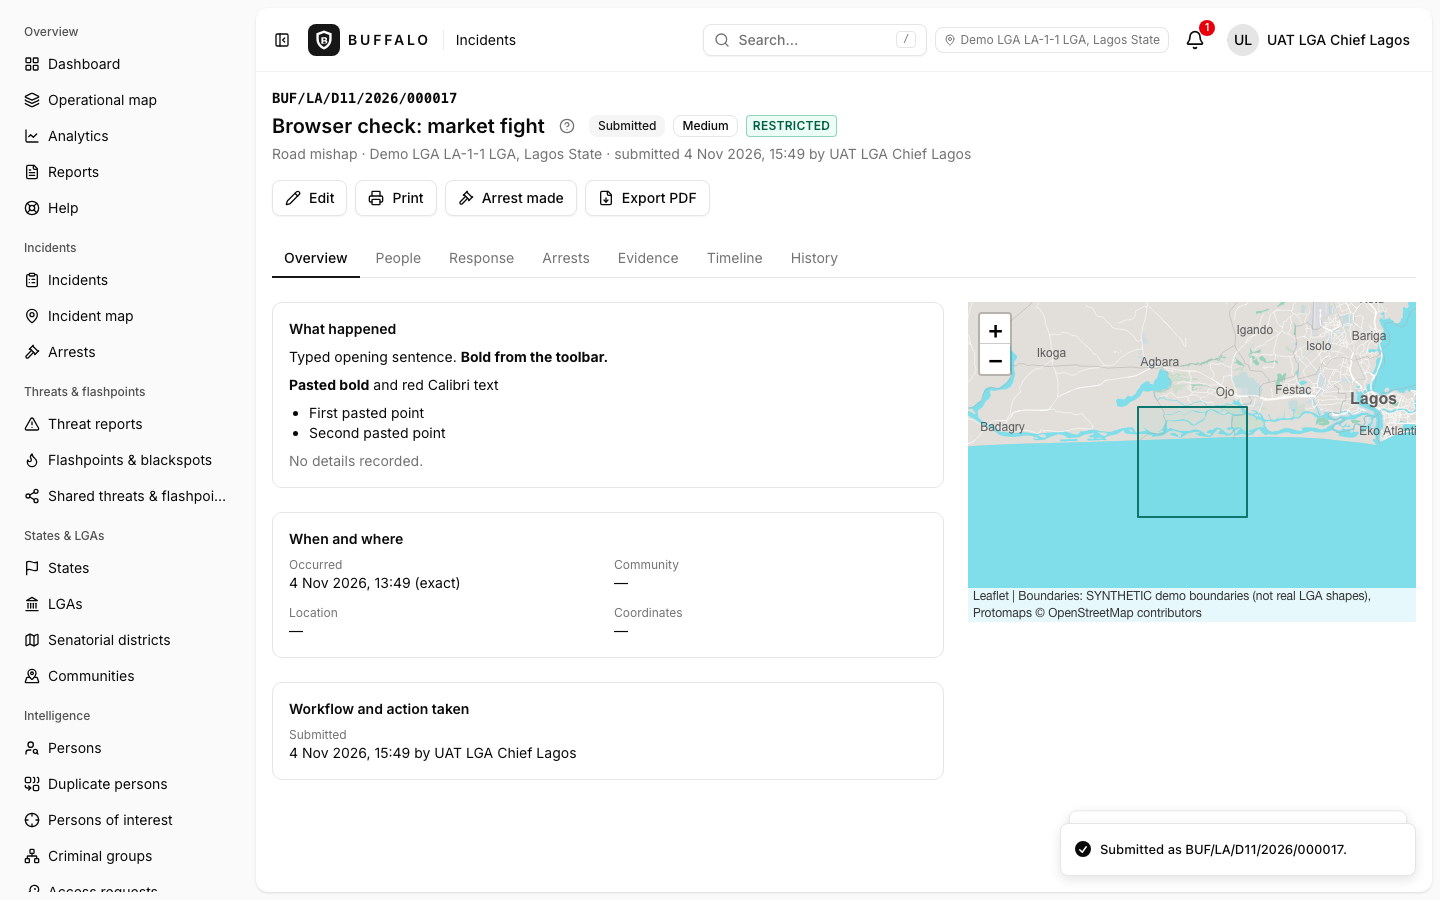 Overview
Dashboard
Operational map
Analytics
Reports
Help
Incidents
Incidents
Incident map
Arrests
Threats & flashpoints
Threat reports
Flashpoints & blackspots
Shared threats & flashpoi...
States & LGAs
States
LGAs
Senatorial districts
Communities
Intelligence
Persons
Duplicate persons
Persons of interest
Criminal groups
Access requests
BUFFALO
Incidents
Search...
/
Demo LGA LA-1-1 LGA, Lagos State
1
UL
UAT LGA Chief Lagos
BUF/LA/D11/2026/000017
Browser check: market fight
Submitted
Medium
RESTRICTED
Road mishap · Demo LGA LA-1-1 LGA, Lagos State · submitted 4 Nov 2026, 15:49 by UAT LGA Chief Lagos
Edit
Print
Arrest made
Export PDF
Overview
People
Response
Arrests
Evidence
Timeline
History
What happened
Typed opening sentence. Bold from the toolbar.
Pasted bold and red Calibri text
• First pasted point
• Second pasted point
No details recorded.
When and where
Occurred
4 Nov 2026, 13:49 (exact)
Community
—
Location
—
Coordinates
—
Workflow and action taken
Submitted
4 Nov 2026, 15:49 by UAT LGA Chief Lagos
+
−
Igando
Bariga
Isolo
Ikoga
Agbara
Ojo
Festac
Lagos
Badagry
Eko Atlanti
Leaflet | Boundaries: SYNTHETIC demo boundaries (not real LGA shapes),
Protomaps © OpenStreetMap contributors
Submitted as BUF/LA/D11/2026/000017.